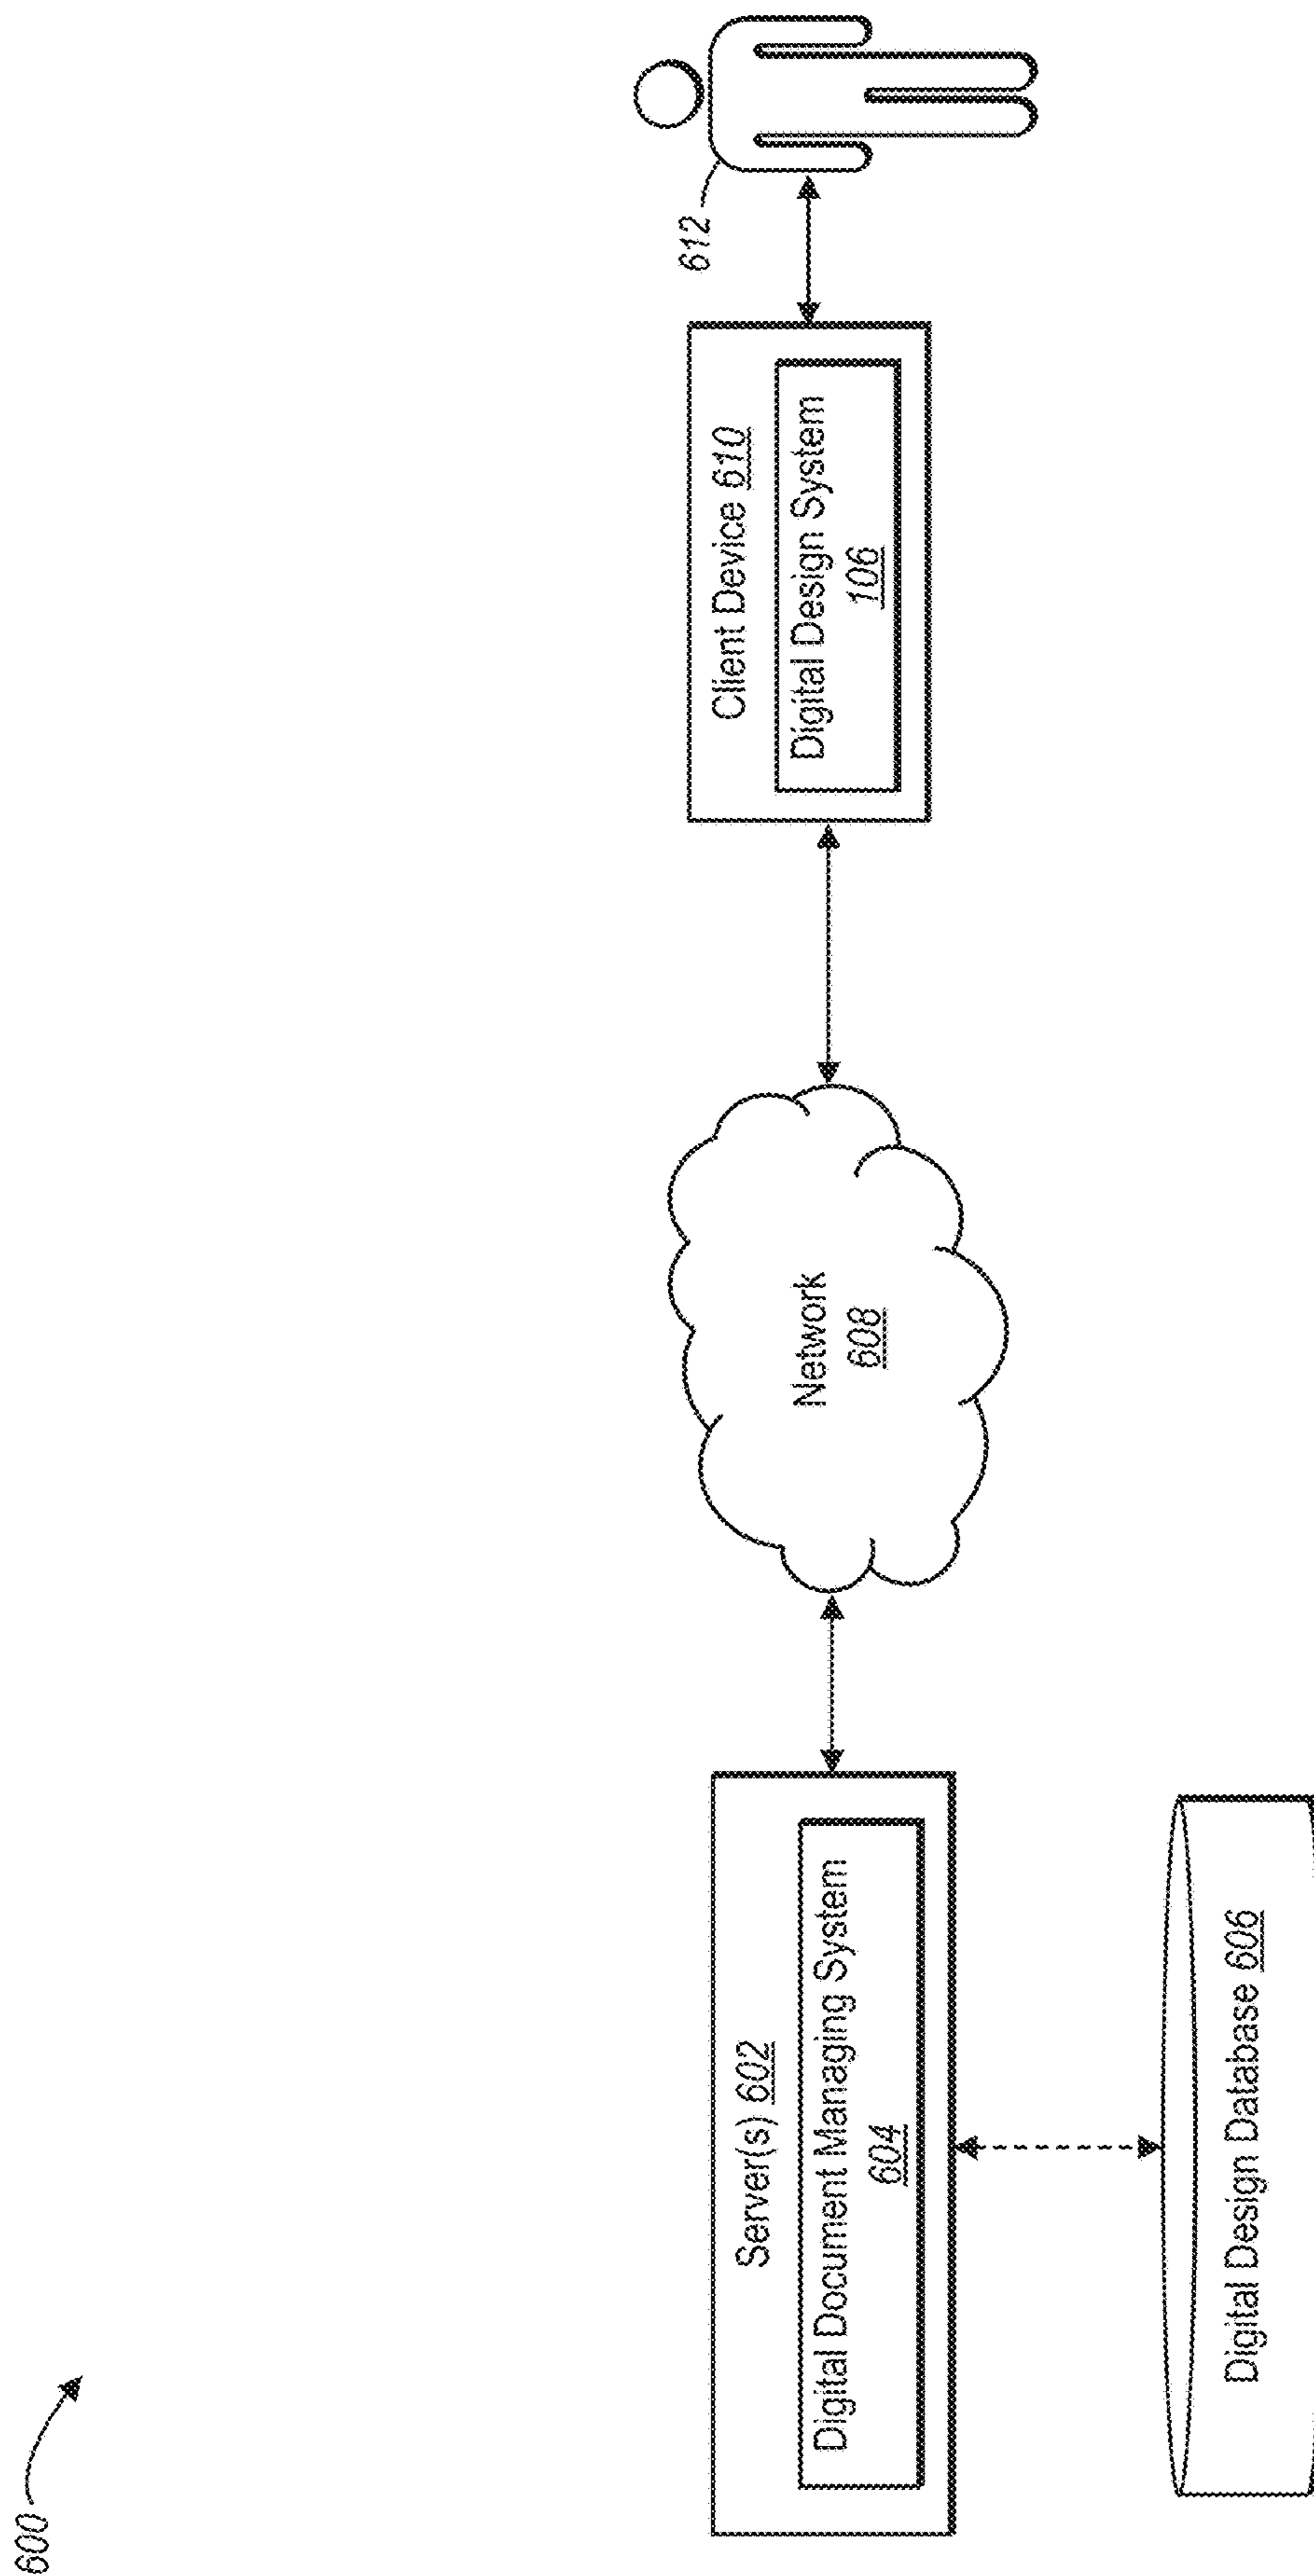 600
Server(s) 602
Digital Document Managing System
604
Digital Design Database 606
Network
608
Client Device 610
Digital Design System
106
612